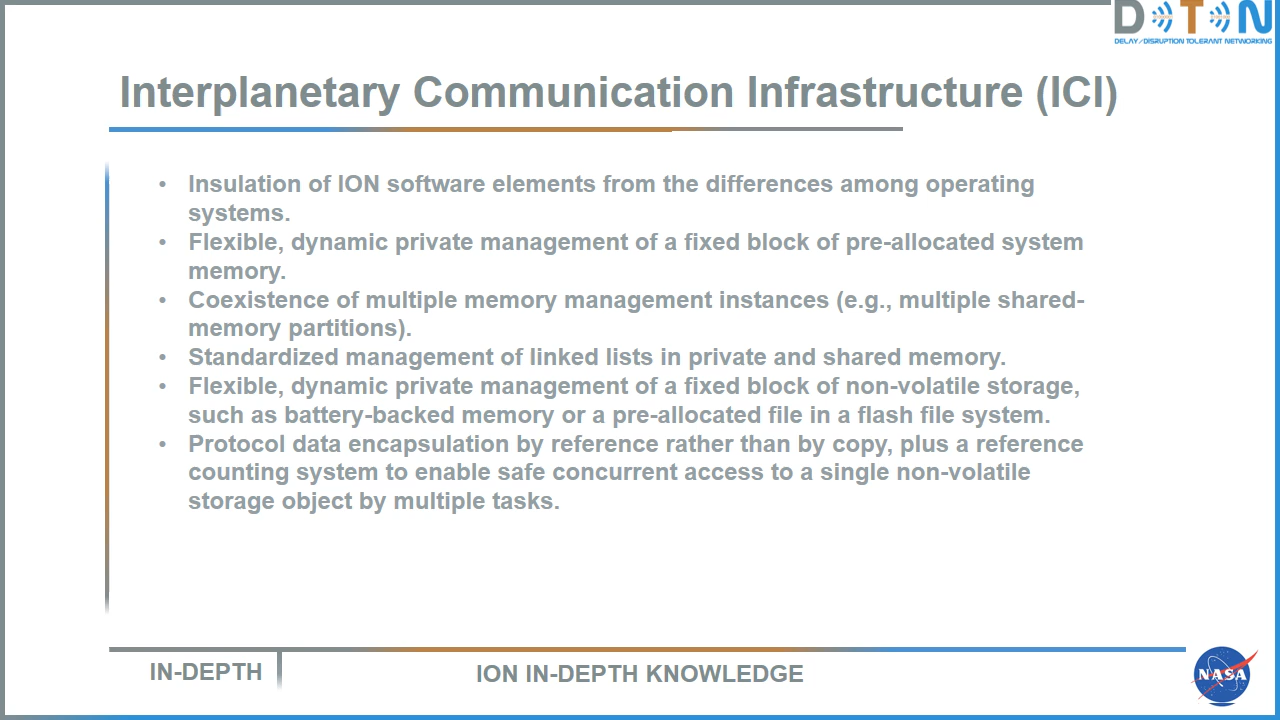 DTN
DELAY/DISRUPTION TOLERANT NETWORKING
Interplanetary Communication Infrastructure (ICI)
• Insulation of ION software elements from the differences among operating
systems.
• Flexible, dynamic private management of a fixed block of pre-allocated system
memory.
• Coexistence of multiple memory management instances (e.g., multiple shared-
memory partitions).
• Standardized management of linked lists in private and shared memory.
• Flexible, dynamic private management of a fixed block of non-volatile storage,
such as battery-backed memory or a pre-allocated file in a flash file system.
• Protocol data encapsulation by reference rather than by copy, plus a reference
counting system to enable safe concurrent access to a single non-volatile
storage object by multiple tasks.
IN-DEPTH
ION IN-DEPTH KNOWLEDGE
NASA